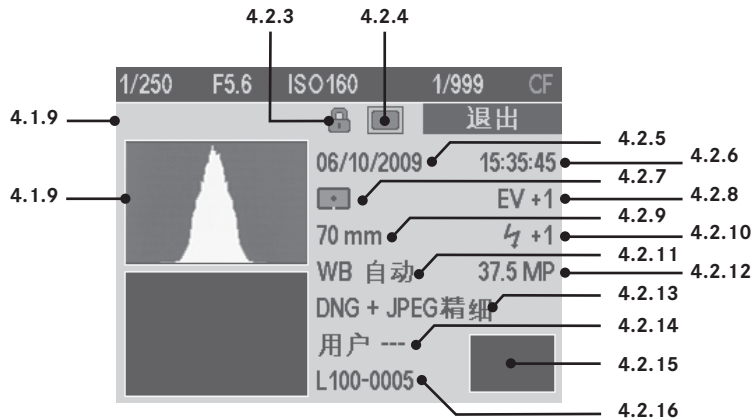 4.2.3 4.2.4
1/250 F5.6 ISO160 1/999 CF
4.1.9 退出
06/10/2009 15:35:45 4.2.5
4.2.6
4.2.7
4.1.9 EV +1 4.2.8
4.2.9
70 mm +1 4.2.10
4.2.11
WB 自动 37.5 MP 4.2.12
DNG + JPEG精细 4.2.13
用户 --- 4.2.14
4.2.15
L100-0005 4.2.16